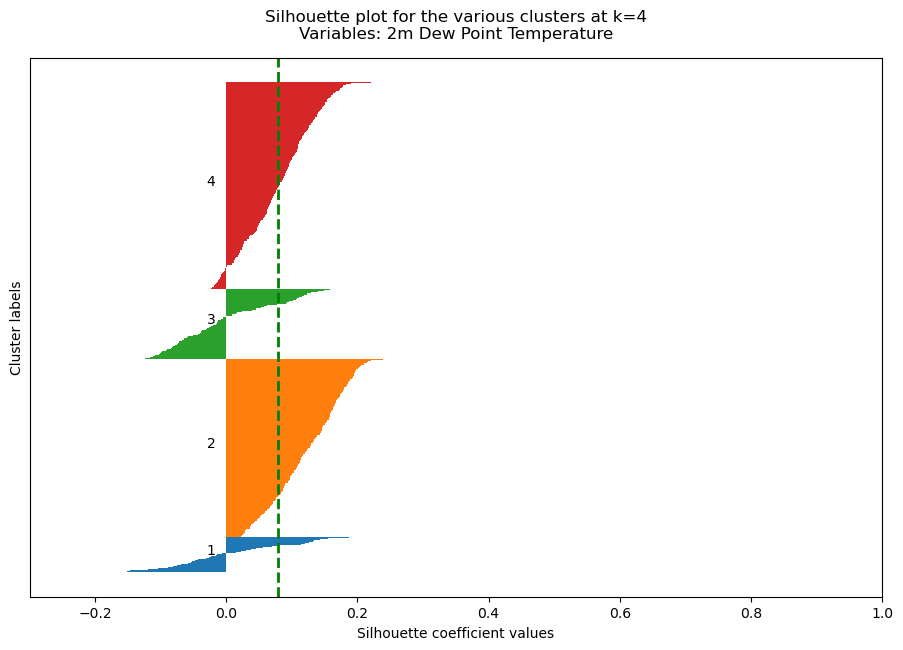 Silhouette plot for the various clusters at k=4
Variables: 2m Dew Point Temperature
Cluster labels
4
3
2
1
−0.2 0.0 0.2 0.4 0.6 0.8 1.0
Silhouette coefficient values